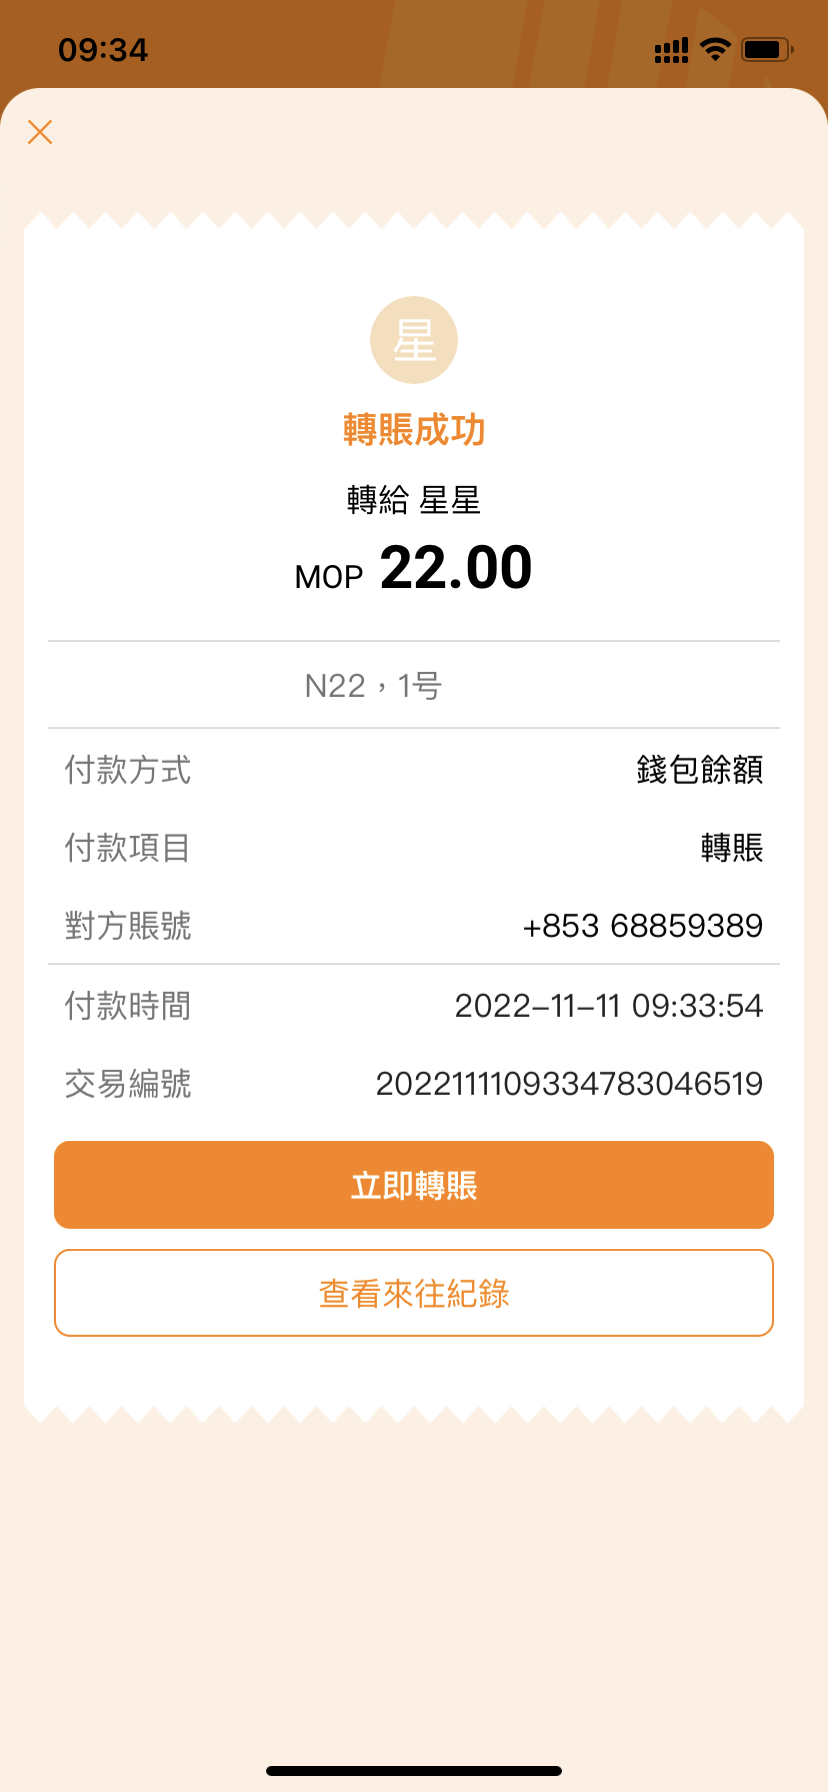 09:34
星
轉賬成功
轉給 星星
MOP 22.00
N22，1号
付款方式 錢包餘額
付款項目 轉賬
對方賬號 +853 68859389
付款時間 2022-11-11 09:33:54
交易編號 2022111109334783046519
立即轉賬
查看來往紀錄